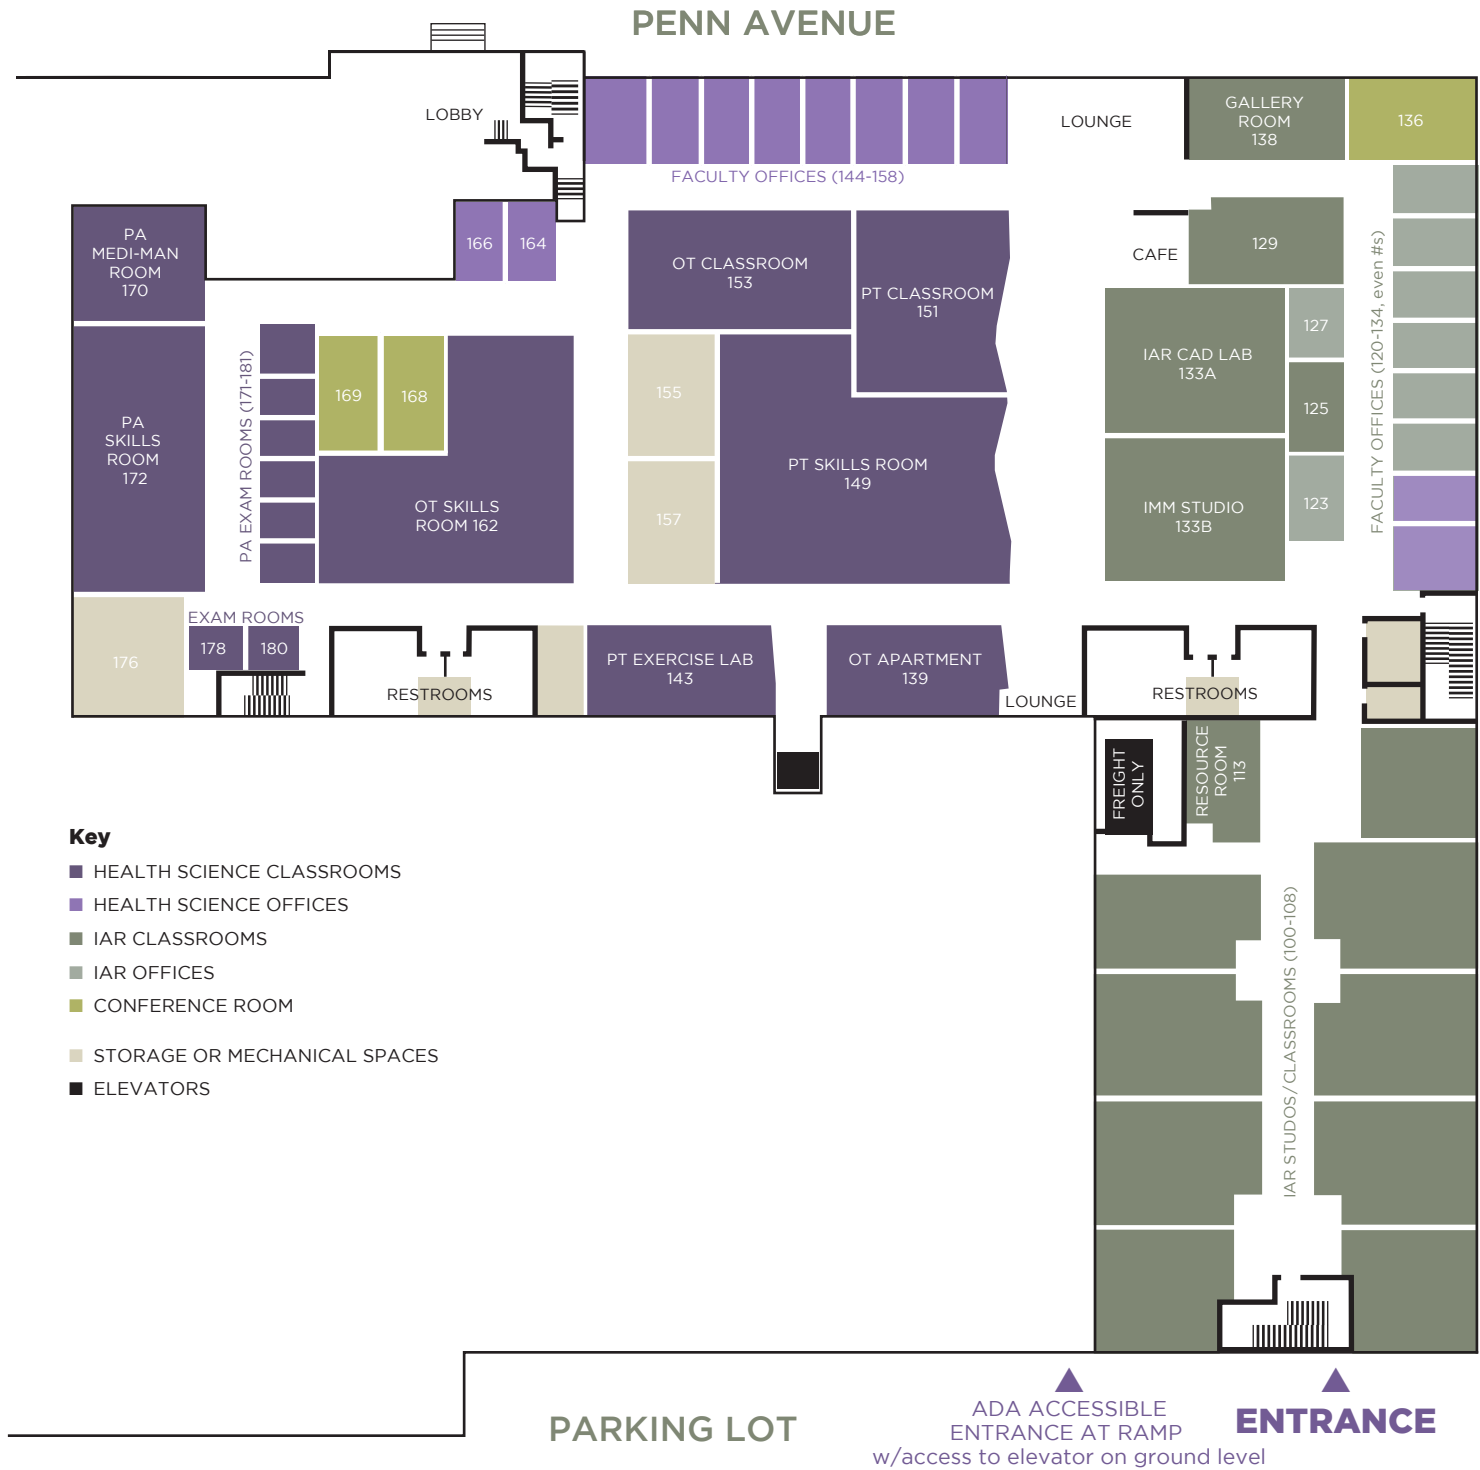 PENN AVENUE
LOBBY
LOUNGE
GALLERY
ROOM
138
136
FACULTY OFFICES (144-158)
PA
MEDI-MAN
ROOM
170
166
164
OT CLASSROOM
153
PT CLASSROOM
151
CAFE
129
FACULTY OFFICES (120-134, even #s)
127
IAR CAD LAB
133A
125
PA EXAM ROOMS (171-181)
169
168
155
PA
SKILLS
ROOM
172
PT SKILLS ROOM
149
OT SKILLS
ROOM 162
157
IMM STUDIO
133B
123
EXAM ROOMS
178
180
176
RESTROOMS
PT EXERCISE LAB
143
OT APARTMENT
139
LOUNGE
RESTROOMS
FREIGHT
ONLY
RESOURCE
ROOM
113
IAR STUDOS/CLASSROOMS (100-108)
Key
HEALTH SCIENCE CLASSROOMS
HEALTH SCIENCE OFFICES
IAR CLASSROOMS
IAR OFFICES
CONFERENCE ROOM
STORAGE OR MECHANICAL SPACES
ELEVATORS
PARKING LOT
ADA ACCESSIBLE
ENTRANCE AT RAMP
w/access to elevator on ground level
ENTRANCE